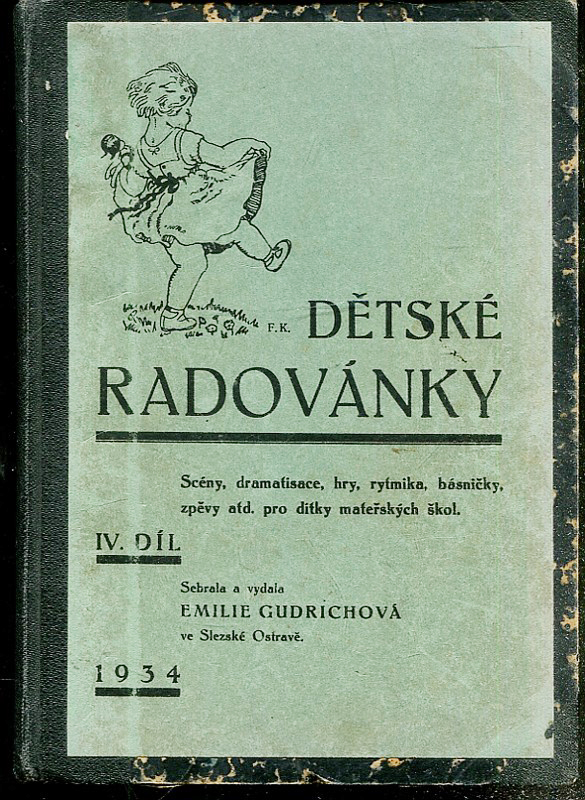 F.K.
DĚTSKÉ
RADOVÁNKY
Scény, dramatisace, hry, rytmika, básničky,
zpěvy atd. pro dítky mateřských škol.
IV. DÍL
Sebrala a vydala
EMILIE GUDRICHOVÁ
ve Slezské Ostravě.
1934